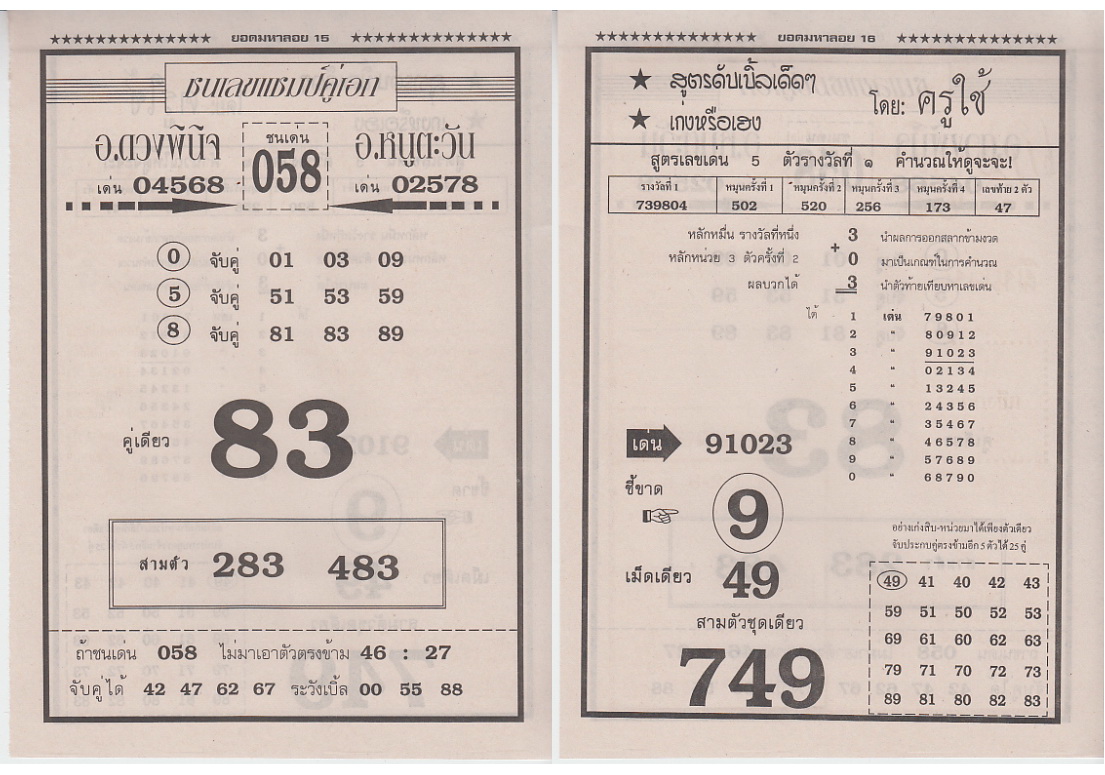 ยอดมหาลอย 15
ชนเลขแชมป์คู่เอก
อ.ดวงพินิจ ชนเด่น อ.หนูตะวัน
เด่น 04568 058 เด่น 02578
0 จับคู่ 01 03 09
5 จับคู่ 51 53 59
8 จับคู่ 81 83 89
คู่เดียว 83
สามตัว 283 483
ถ้าชนเด่น 058 ไม่มาเอาตัวตรงข้าม 46 : 27
จับคู่ได้ 42 47 62 67 ระวังเบิ้ล 00 55 88
ยอดมหาลอย 16
★ สูตรดับเบิ้ลเด็ดๆ
★ เก่งหรือเฮง
โดย: ครูใช้
สูตรเลขเด่น 5 ตัวรางวัลที่ ๑ คำนวณให้ดูจะจะ!
รางวัลที่ 1 หมุนครั้งที่ 1 หมุนครั้งที่ 2 หมุนครั้งที่ 3 หมุนครั้งที่ 4 เลขท้าย 2 ตัว
739804 502 520 256 173 47
หลักหมื่น รางวัลที่หนึ่ง 3 นำผลการออกสลากข้ามงวด
+
หลักหน่วย 3 ตัวครั้งที่ 2 0 มาเป็นเกณฑ์ในการคำนวณ
ผลบวกได้ 3 นำตัวท้ายเทียบหาเลขเด่น
ได้ 1 เด่น 79801
2 " 80912
3 " 91023
4 " 02134
5 " 13245
6 " 24356
7 " 35467
8 " 46578
9 " 57689
0 " 68790
เด่น 91023
ชี้ขาด 9
เม็ดเดียว 49
สามตัวชุดเดียว
749
อย่างเก่งสิบ-หน่วยมาได้เพียงตัวเดียว
จับประกบคู่ตรงข้ามอีก 5 ตัวได้ 25 คู่
49 41 40 42 43
59 51 50 52 53
69 61 60 62 63
79 71 70 72 73
89 81 80 82 83